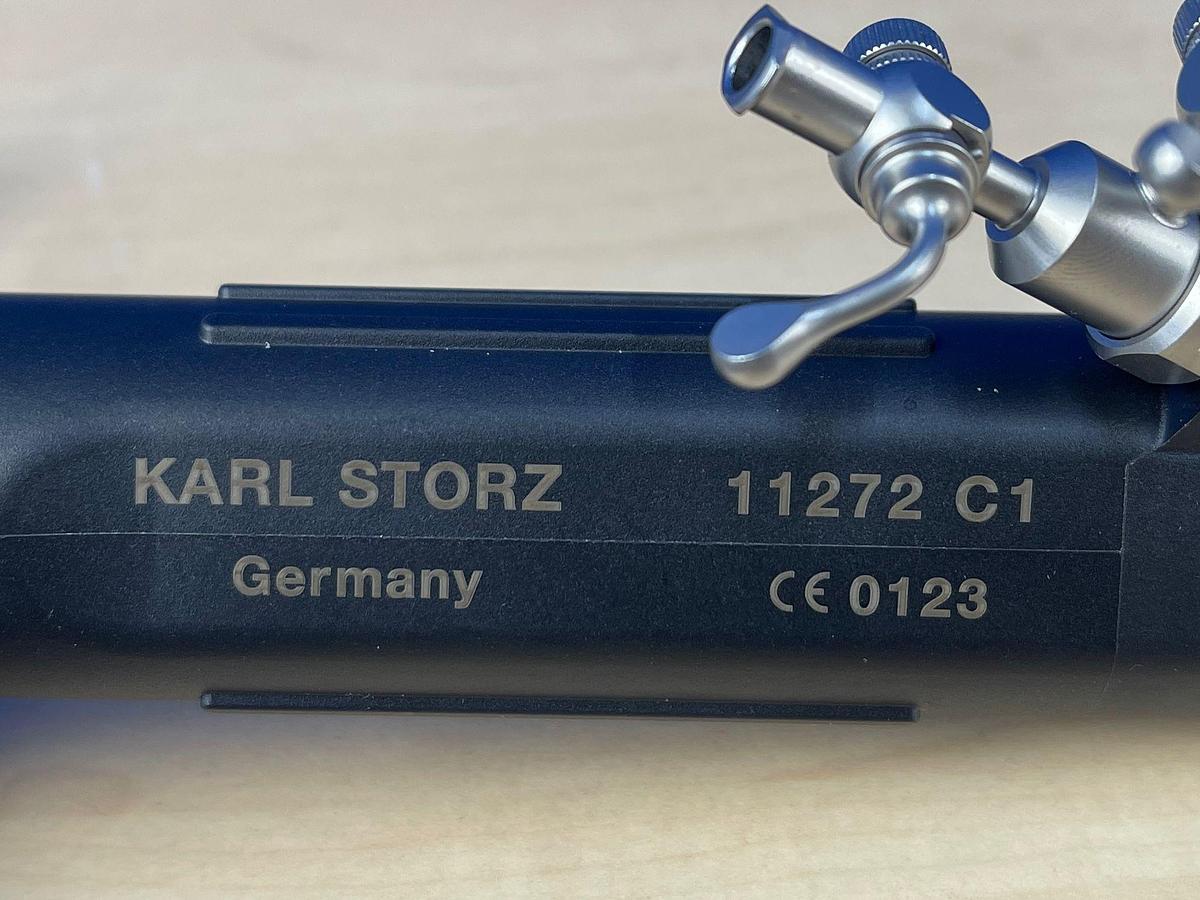 KARL STORZ 11272 C1
Germany CE 0123